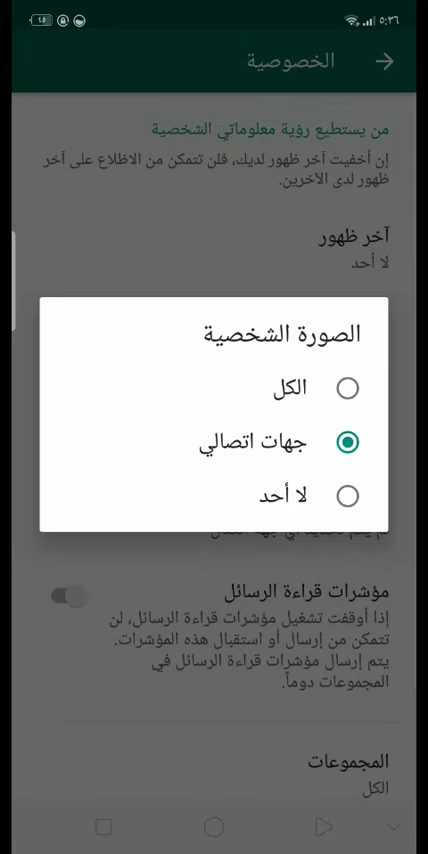 ٥:٣٦
٤٥
الخصوصية
من يستطيع رؤية معلوماتي الشخصية
إن أخفيت آخر ظهور لديك، فلن تتمكن من الاطلاع على آخر
ظهور لدى الآخرين.
آخر ظهور
لا أحد
الصورة الشخصية
الكل
جهات اتصالي
لا أحد
مؤشرات قراءة الرسائل
إذا أوقفت تشغيل مؤشرات قراءة الرسائل، لن
تتمكن من إرسال أو استقبال هذه المؤشرات.
يتم إرسال مؤشرات قراءة الرسائل في
المجموعات دوماً.
المجموعات
الكل